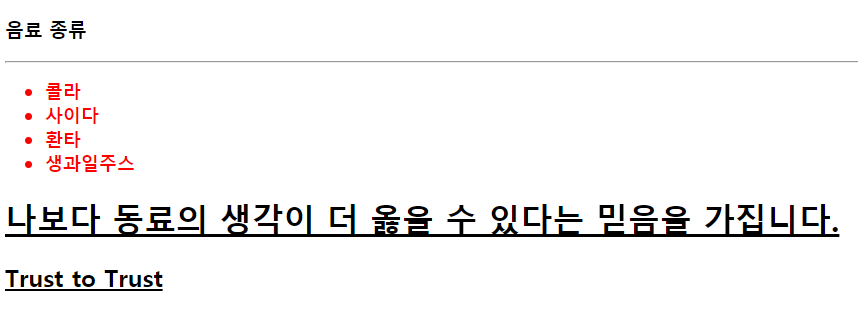 음료 종류
콜라
사이다
환타
생과일주스
나보다 동료의 생각이 더 옳을 수 있다는 믿음을 가집니다.
Trust to Trust